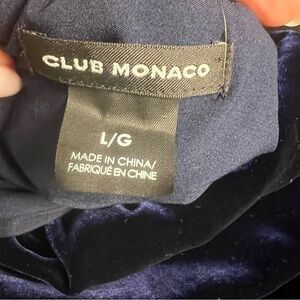 CLUB MONACO
L/G
MADE IN CHINA/
FABRIQUÉ EN CHINE